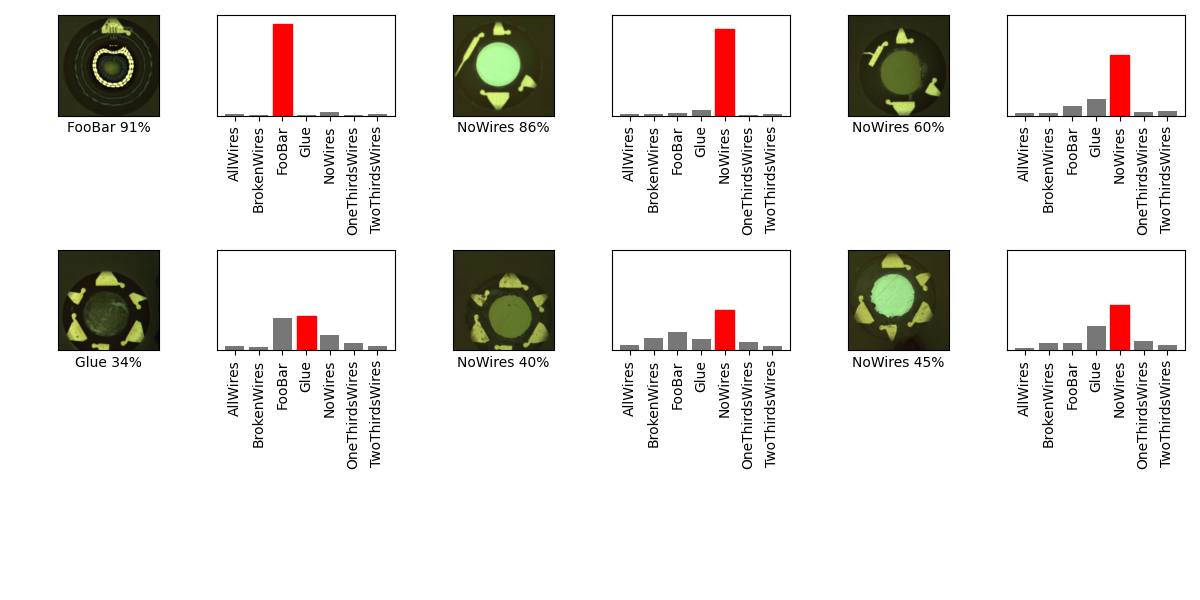 FooBar 91%
AllWires
BrokenWires
FooBar
Glue
NoWires
OneThirdsWires
TwoThirdsWires
NoWires 86%
AllWires
BrokenWires
FooBar
Glue
NoWires
OneThirdsWires
TwoThirdsWires
NoWires 60%
AllWires
BrokenWires
FooBar
Glue
NoWires
OneThirdsWires
TwoThirdsWires
Glue 34%
AllWires
BrokenWires
FooBar
Glue
NoWires
OneThirdsWires
TwoThirdsWires
NoWires 40%
AllWires
BrokenWires
FooBar
Glue
NoWires
OneThirdsWires
TwoThirdsWires
NoWires 45%
AllWires
BrokenWires
FooBar
Glue
NoWires
OneThirdsWires
TwoThirdsWires